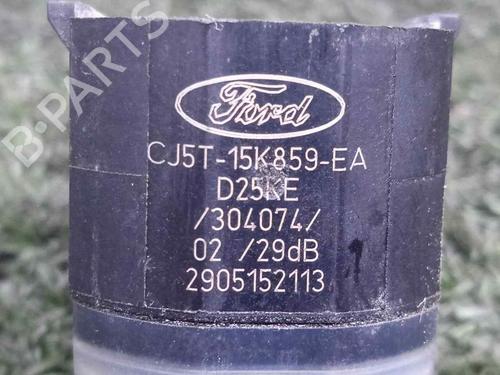 B-PARTS
Ford
CJ5T-15K859-EA
D25KE
/304074/
02 /29dB
2905152113